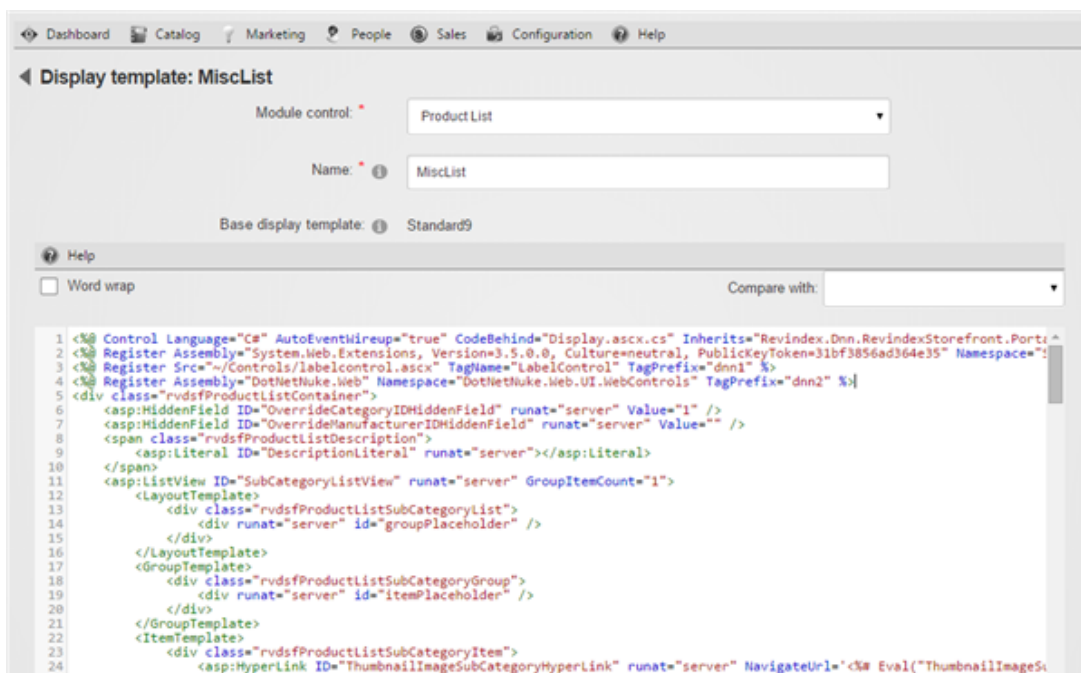 Dashboard Catalog Marketing People Sales Configuration Help
Display template: MiscList
Module control: * Product List
Name: * MiscList
Base display template: Standard9
Help
Word wrap Compare with:
1 <%@ Control Language="C#" AutoEventWireup="true" CodeBehind="Display.ascx.cs" Inherits="Revindex.Dnn.RevindexStorefront.Porta
2 <%@ Register Assembly="System.Web.Extensions, Version=3.5.0.0, Culture=neutral, PublicKeyToken=31bf3856ad364e35" Namespace="S
3 <%@ Register Src="~/Controls/labelcontrol.ascx" TagName="LabelControl" TagPrefix="dnn1" %>
4 <%@ Register Assembly="DotNetNuke.Web" Namespace="DotNetNuke.Web.UI.WebControls" TagPrefix="dnn2" %>
5 <div class="rvdsfProductListContainer">
6 <asp:HiddenField ID="OverrideCategoryIDHiddenField" runat="server" Value="1" />
7 <asp:HiddenField ID="OverrideManufacturerIDHiddenField" runat="server" Value="" />
8 <span class="rvdsfProductListDescription">
9 <asp:Literal ID="DescriptionLiteral" runat="server"></asp:Literal>
10 </span>
11 <asp:ListView ID="SubCategoryListView" runat="server" GroupItemCount="1">
12 <LayoutTemplate>
13 <div class="rvdsfProductListSubCategoryList">
14 <div runat="server" id="groupPlaceholder" />
15 </div>
16 </LayoutTemplate>
17 <GroupTemplate>
18 <div class="rvdsfProductListSubCategoryGroup">
19 <div runat="server" id="itemPlaceholder" />
20 </div>
21 </GroupTemplate>
22 <ItemTemplate>
23 <div class="rvdsfProductListSubCategoryItem">
24 <asp:HyperLink ID="ThumbnailImageSubCategoryHyperLink" runat="server" NavigateUrl='<%# Eval("ThumbnailImageSu